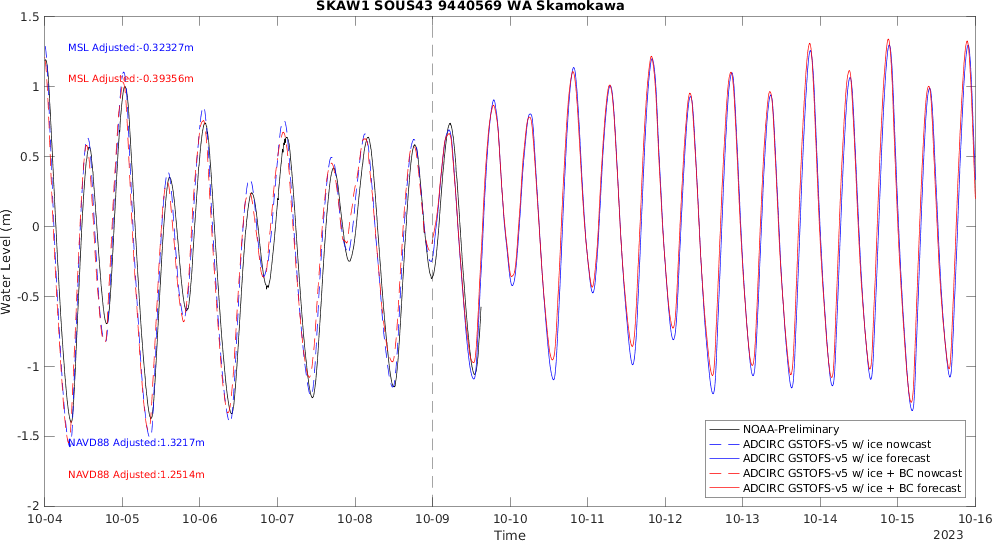 SKAW1 SOUS43 9440569 WA Skamokawa
MSL Adjusted:-0.32327m
MSL Adjusted:-0.39356m
NAVD88 Adjusted:1.3217m
NAVD88 Adjusted:1.2514m
Water Level (m)
1.5
1
0.5
0
-0.5
-1
-1.5
-2
NOAA-Preliminary
ADCIRC GSTOFS-v5 w/ ice nowcast
ADCIRC GSTOFS-v5 w/ ice forecast
ADCIRC GSTOFS-v5 w/ ice + BC nowcast
ADCIRC GSTOFS-v5 w/ ice + BC forecast
10-04 10-05 10-06 10-07 10-08 10-09 10-10 10-11 10-12 10-13 10-14 10-15 10-16
Time
2023